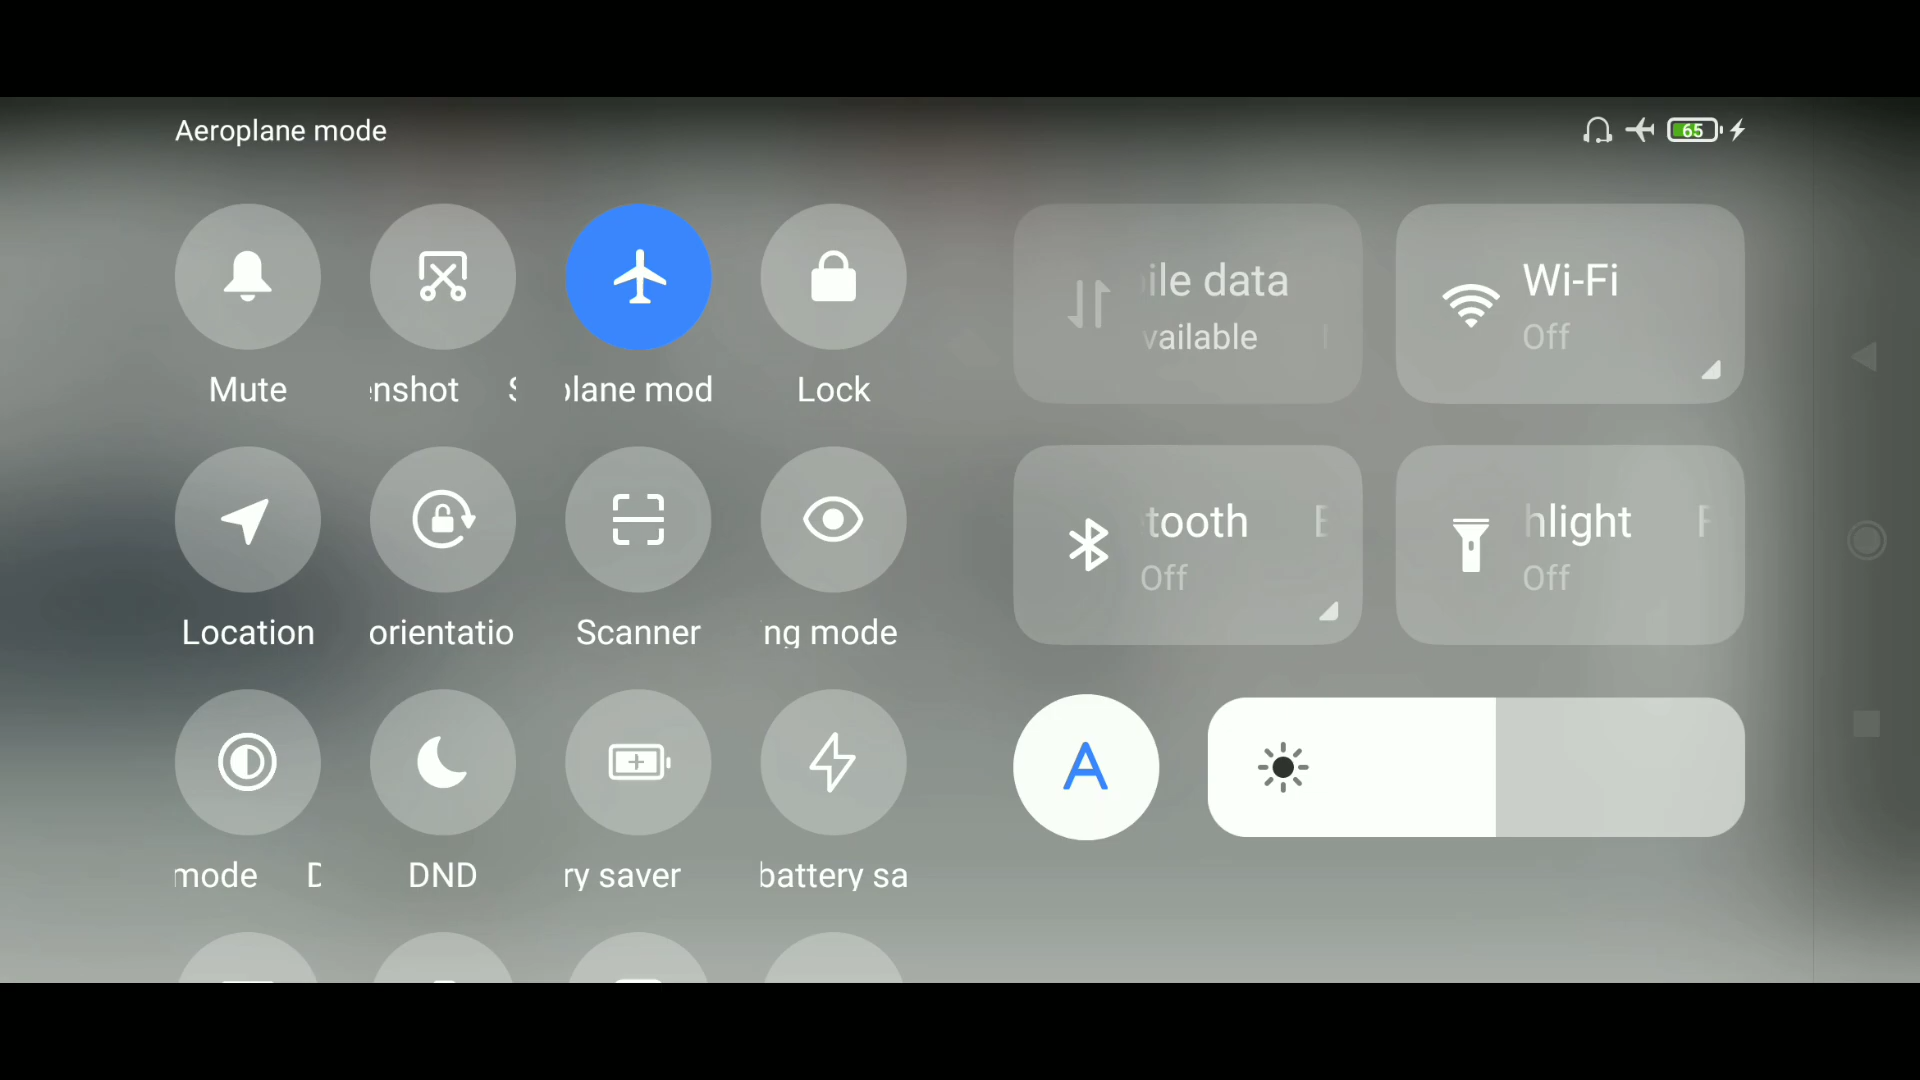 Aeroplane mode
65
Mute
nshot S
plane mod
Lock
ile data
vailable
Wi-Fi
Off
Location
orientatio
Scanner
ng mode
tooth
Off
hlight
Off
mode D
DND
ry saver
battery sa
A